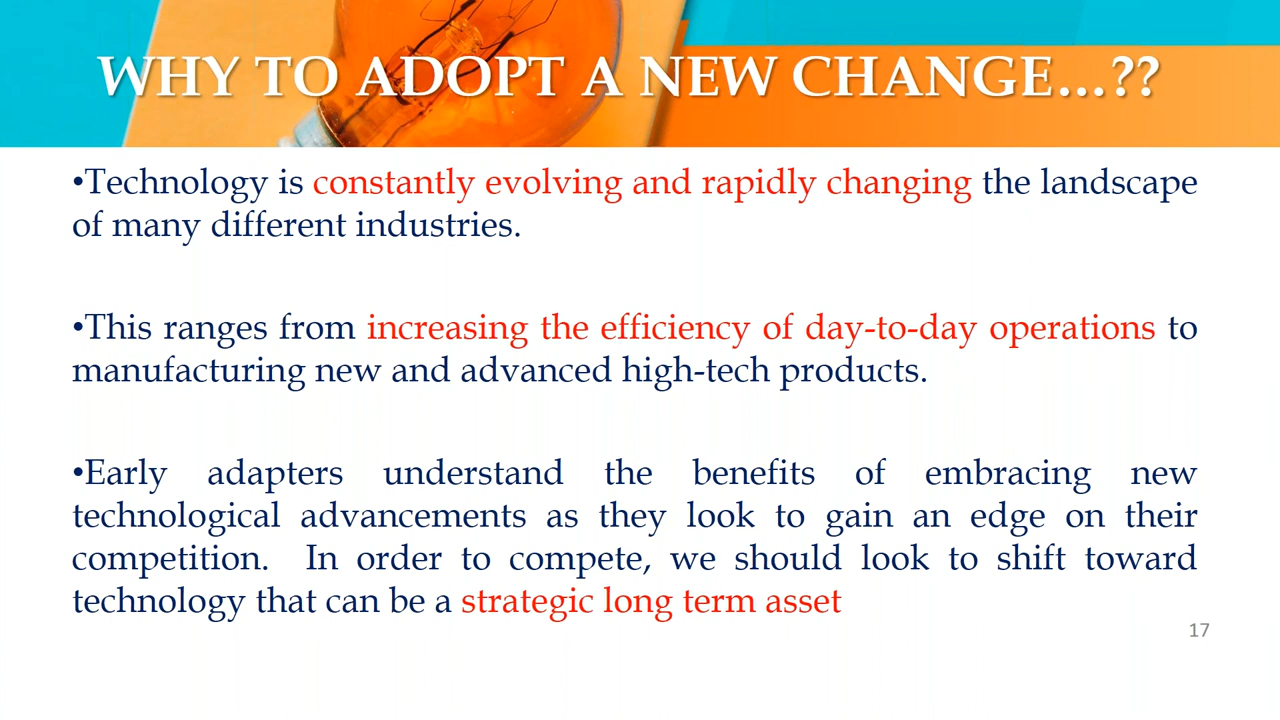 WHY TO ADOPT A NEW CHANGE...??
•Technology is constantly evolving and rapidly changing the landscape
of many different industries.
•This ranges from increasing the efficiency of day-to-day operations to
manufacturing new and advanced high-tech products.
•Early adapters understand the benefits of embracing new
technological advancements as they look to gain an edge on their
competition. In order to compete, we should look to shift toward
technology that can be a strategic long term asset
17